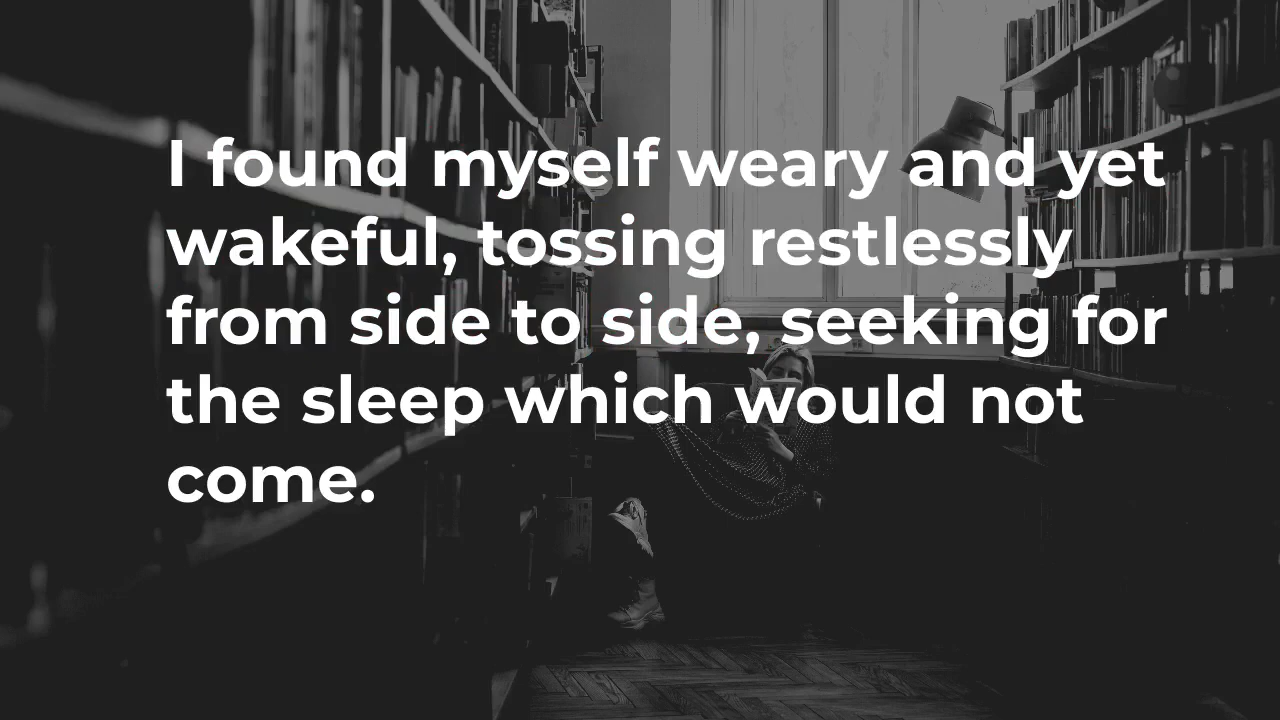 I found myself weary and yet
wakeful, tossing restlessly
from side to side, seeking for
the sleep which would not
come.